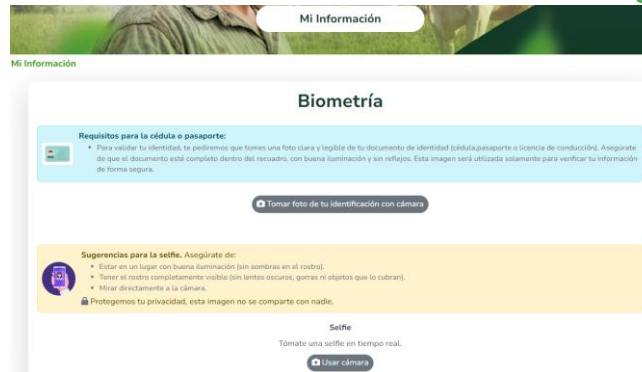 Mi Información
Mi Información
Biometría
Requisitos para la cédula o pasaporte:
• Para validar tu identidad, te pediremos que tomes una foto clara y legible de tu documento de identidad (cédula,pasaporte o licencia de conducción). Asegúrate
de que el documento esté completo dentro del recuadro, con buena iluminación y sin reflejos. Esta imagen será utilizada solamente para verificar tu información
de forma segura.
Tomar foto de tu identificación con cámara
Sugerencias para la selfie. Asegúrate de:
• Estar en un lugar con buena iluminación (sin sombras en el rostro).
• Tener el rostro completamente visible (sin lentes oscuros, gorras ni objetos que lo cubran).
• Mirar directamente a la cámara.
Protegemos tu privacidad, esta imagen no se comparte con nadie.
Selfie
Tómate una selfie en tiempo real.
Usar cámara